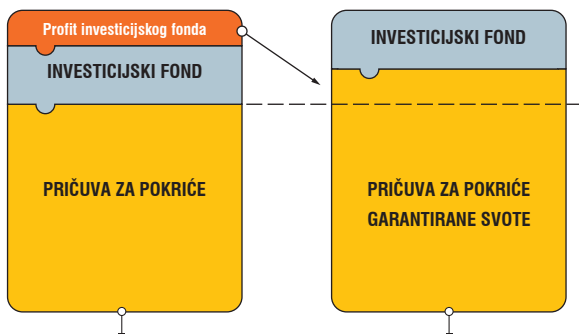 Profit investicijskog fonda
INVESTICIJSKI FOND
PRIČUVA ZA POKRIĆE
INVESTICIJSKI FOND
PRIČUVA ZA POKRIĆE
GARANTIRANE SVOTE